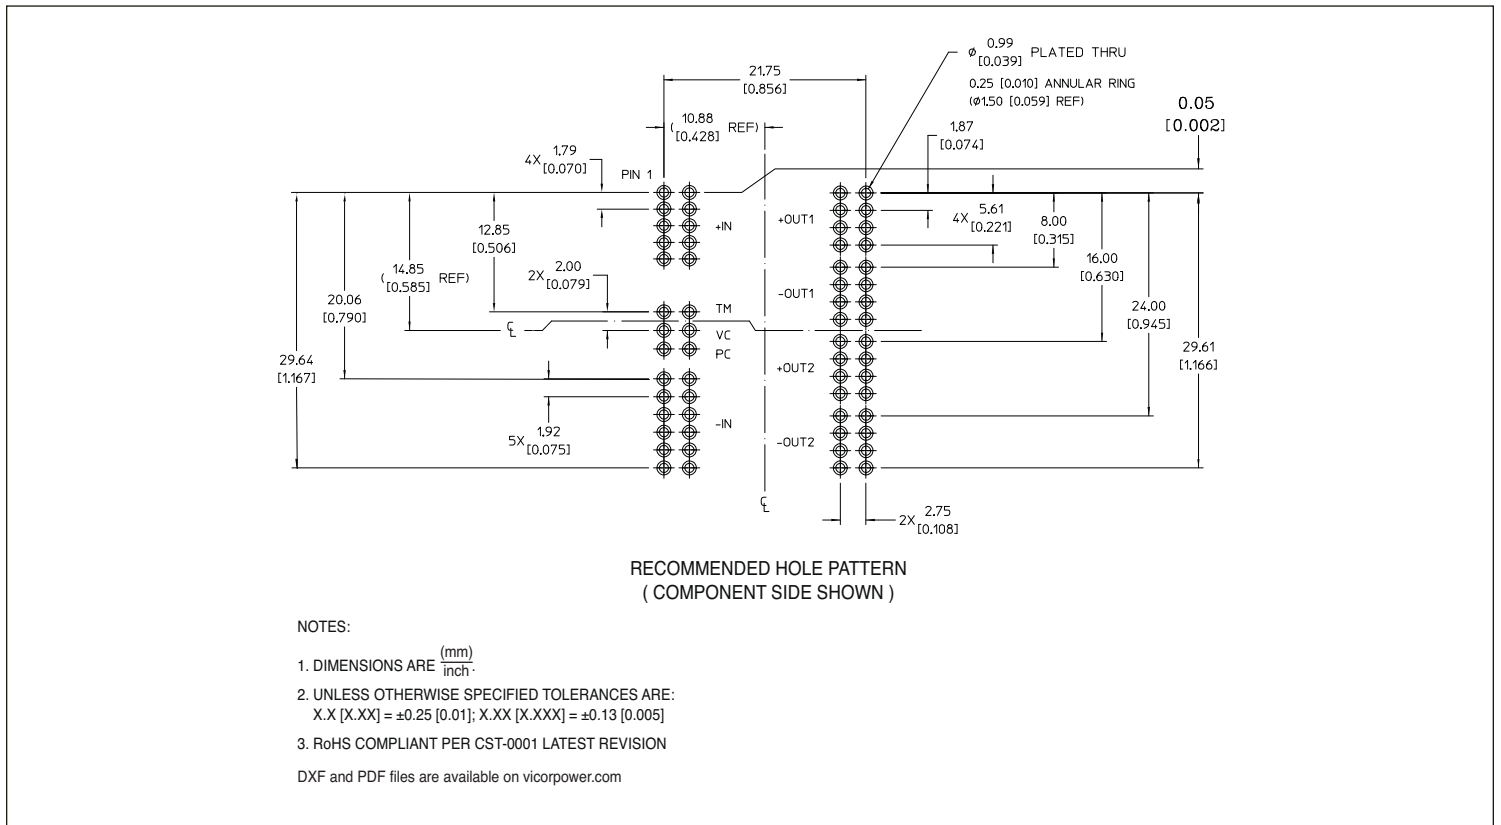 0.99
ø
[0.039] PLATED THRU
0.25 [0.010] ANNULAR RING
(ø1.50 [0.059] REF)
21.75
[0.856]
0.05
[0.002]
10.88
( REF)
[0.428]
1.87
[0.074]
1.79
4X
[0.070]
PIN 1
+IN
+OUT1
5.61
4X
[0.221]
8.00
[0.315]
12.85
[0.506]
16.00
[0.630]
14.85
( REF)
[0.585]
2.00
2X
[0.079]
-OUT1
20.06
[0.790]
TM
24.00
[0.945]
℄
VC
PC
29.64
[1.167]
29.61
[1.166]
+OUT2
-IN
1.92
5X
[0.075]
-OUT2
℄
2.75
2X
[0.108]
RECOMMENDED HOLE PATTERN
( COMPONENT SIDE SHOWN )
NOTES:
1. DIMENSIONS ARE (mm)/inch.
2. UNLESS OTHERWISE SPECIFIED TOLERANCES ARE:
X.X [X.XX] = ±0.25 [0.01]; X.XX [X.XXX] = ±0.13 [0.005]
3. RoHS COMPLIANT PER CST-0001 LATEST REVISION
DXF and PDF files are available on vicorpower.com